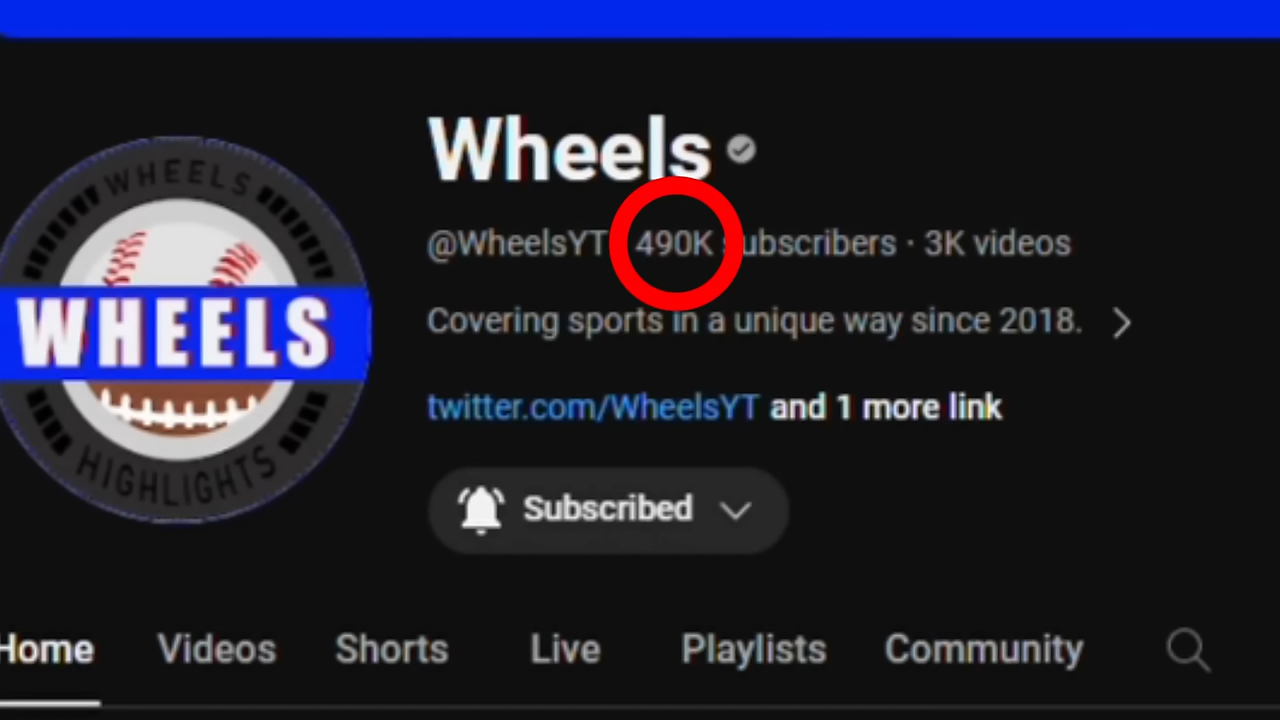 Wheels
@WheelsYT 490K subscribers · 3K videos
Covering sports in a unique way since 2018.
twitter.com/WheelsYT and 1 more link
Subscribed
WHEELS
WHEELS
HIGHLIGHTS
Home Videos Shorts Live Playlists Community